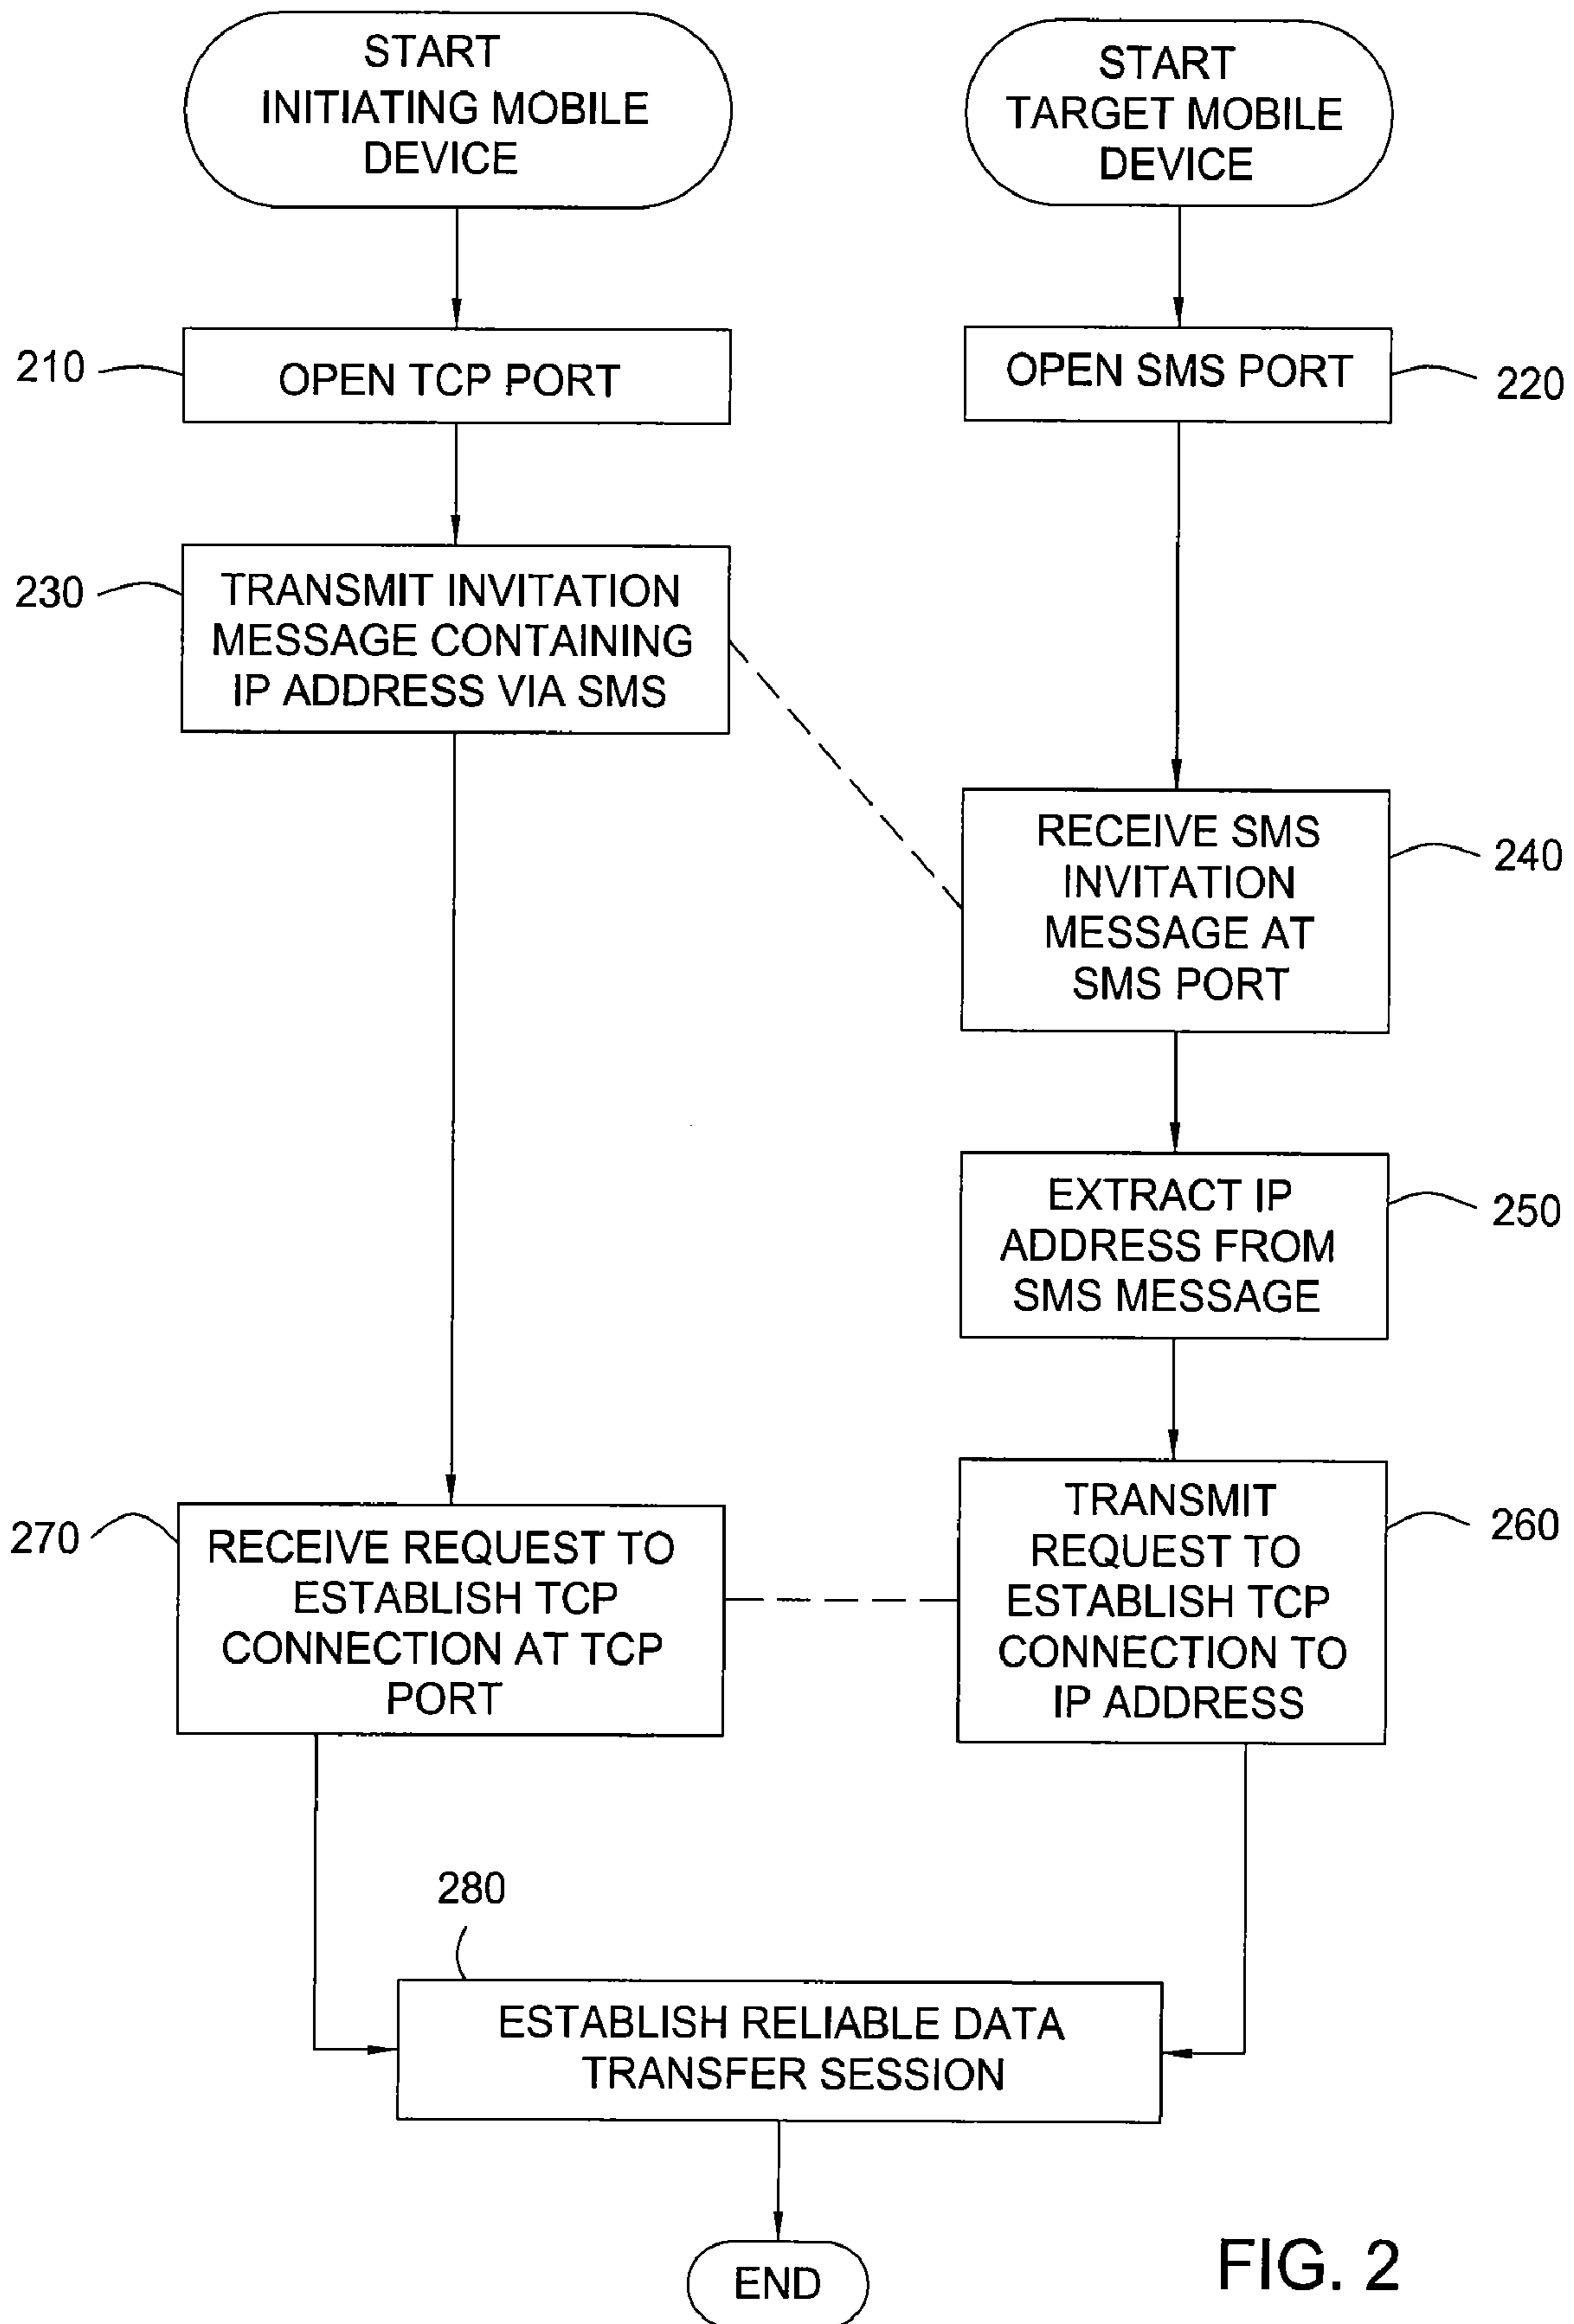 START
INITIATING MOBILE
DEVICE
START
TARGET MOBILE
DEVICE
210
OPEN TCP PORT
OPEN SMS PORT
220
230
TRANSMIT INVITATION
MESSAGE CONTAINING
IP ADDRESS VIA SMS
RECEIVE SMS
INVITATION
MESSAGE AT
SMS PORT
240
EXTRACT IP
ADDRESS FROM
SMS MESSAGE
250
270
RECEIVE REQUEST TO
ESTABLISH TCP
CONNECTION AT TCP
PORT
TRANSMIT
REQUEST TO
ESTABLISH TCP
CONNECTION TO
IP ADDRESS
260
280
ESTABLISH RELIABLE DATA
TRANSFER SESSION
END
FIG. 2